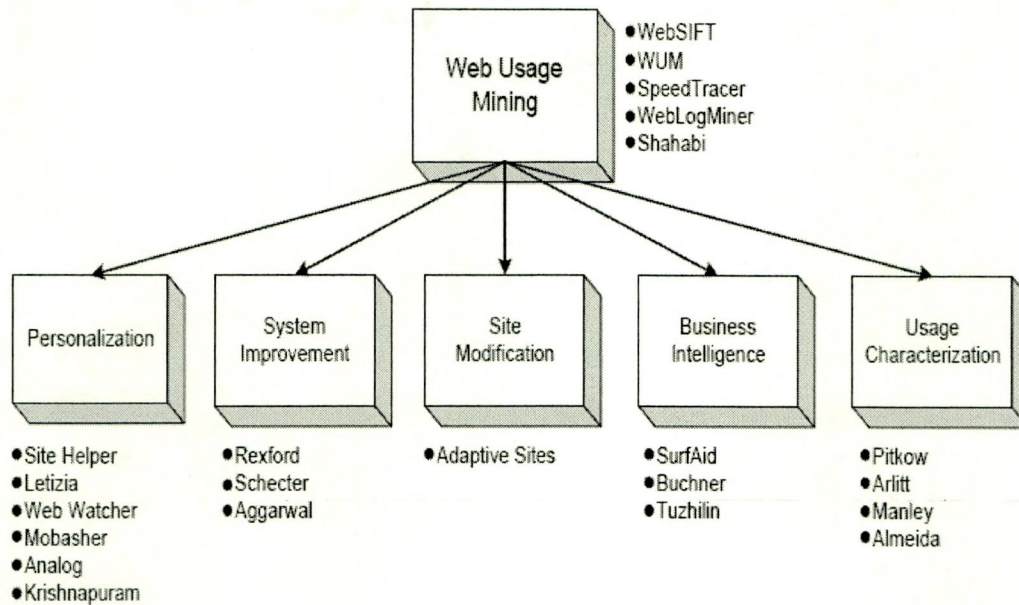 Web Usage
Mining
●WebSIFT
●WUM
●SpeedTracer
●WebLogMiner
●Shahabi
Personalization
System
Improvement
Site
Modification
Business
Intelligence
Usage
Characterization
●Site Helper
●Letizia
●Web Watcher
●Mobasher
●Analog
●Krishnapuram
●Rexford
●Schecter
●Aggarwal
●Adaptive Sites
●SurfAid
●Buchner
●Tuzhilin
●Pitkow
●Arlitt
●Manley
●Almeida